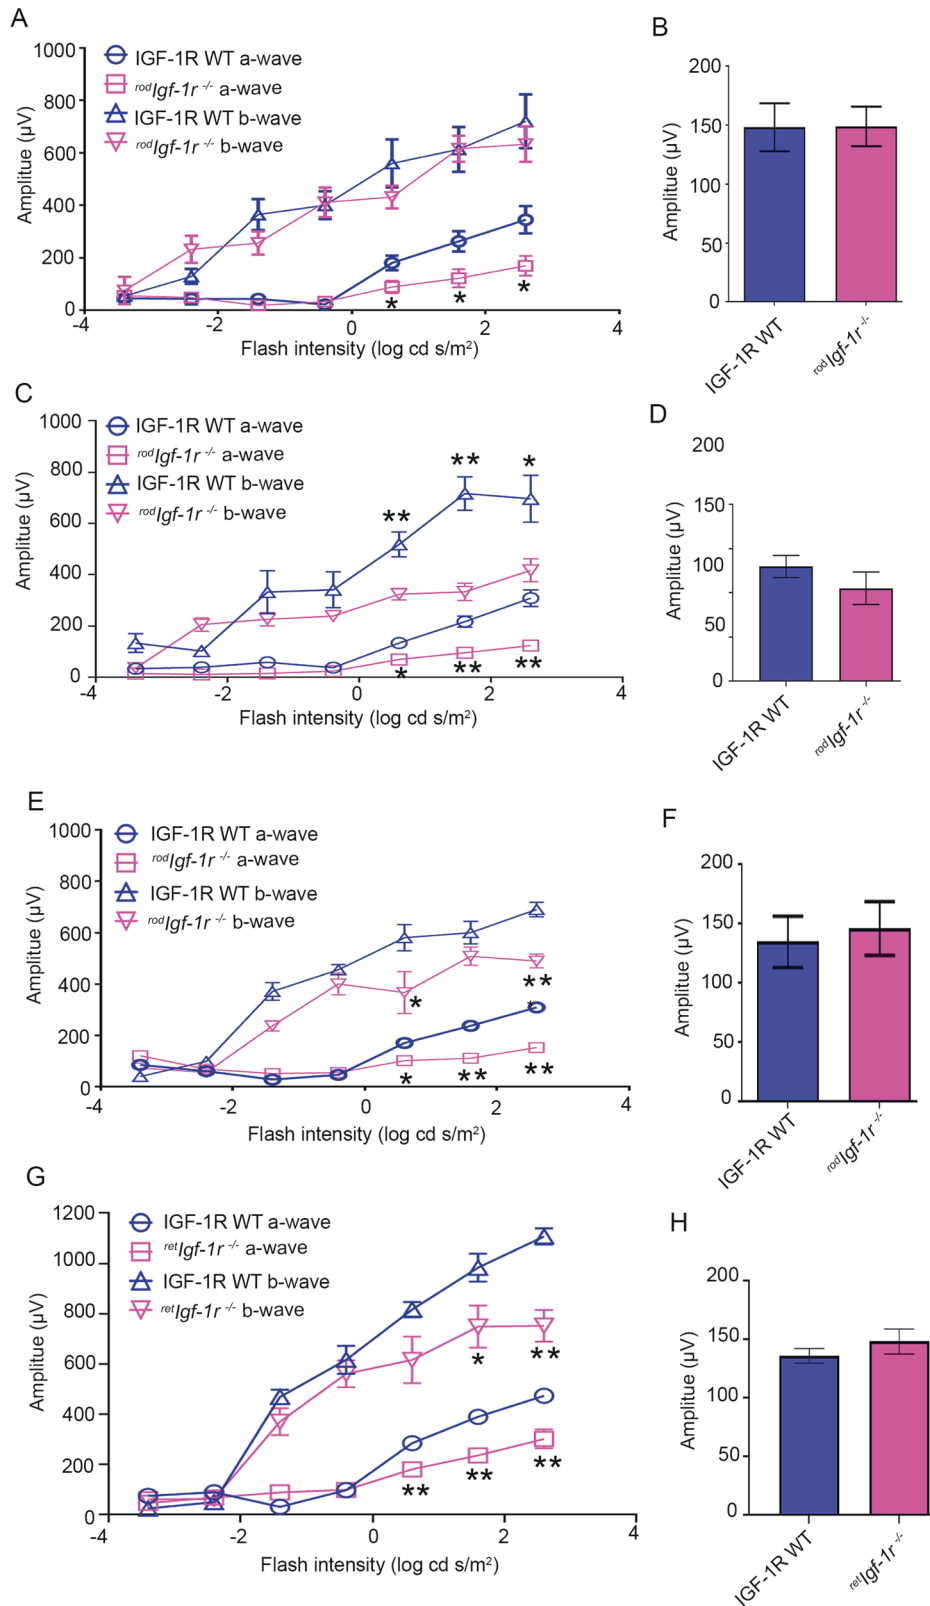 A
1000
800
600
400
200
0
Amplitue (µV)
IGF-1R WT a-wave
rodIgf-1r -/- a-wave
IGF-1R WT b-wave
rodIgf-1r -/- b-wave
* * *
-4 -2 0 2 4
Flash intensity (log cd s/m2)
B
200
150
100
50
0
Amplitue (µV)
IGF-1R WT
rodIgf-1r -/-
C
1000
800
600
400
200
0
Amplitue (µV)
IGF-1R WT a-wave
rodIgf-1r -/- a-wave
IGF-1R WT b-wave
rodIgf-1r -/- b-wave
** ** *
* ** **
-4 -2 0 2 4
Flash intensity (log cd s/m2)
D
200
150
100
50
0
Amplitue (µV)
IGF-1R WT
rodIgf-1r -/-
E
1000
800
600
400
200
0
Amplitue (µV)
IGF-1R WT a-wave
rodIgf-1r -/- a-wave
IGF-1R WT b-wave
rodIgf-1r -/- b-wave
* **
*
* ** **
-4 -2 0 2 4
Flash intensity (log cd s/m2)
F
200
150
100
50
0
Amplitue (µV)
IGF-1R WT
rodIgf-1r -/-
G
1200
1000
800
600
400
200
0
Amplitue (µV)
IGF-1R WT a-wave
retIgf-1r -/- a-wave
IGF-1R WT b-wave
retIgf-1r -/- b-wave
* **
** ** **
-4 -2 0 2 4
Flash intensity (log cd s/m2)
H
200
150
100
50
0
Amplitue (µV)
IGF-1R WT
retIgf-1r -/-